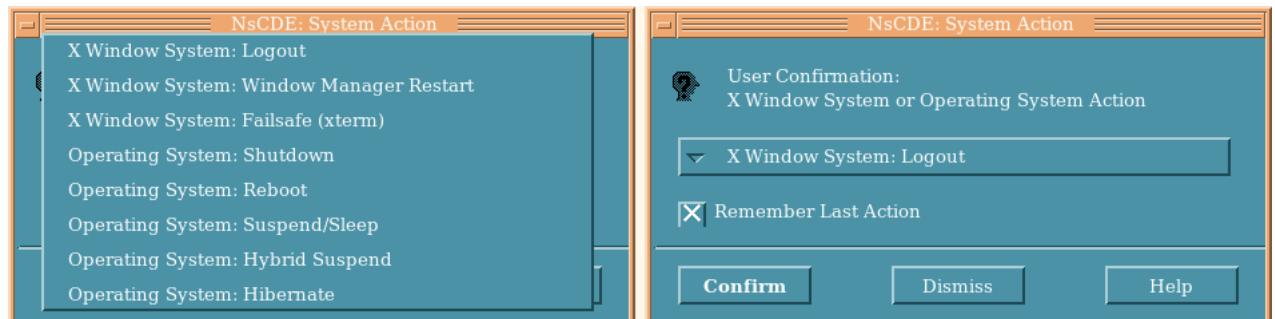 NsCDE: System Action
X Window System: Logout
X Window System: Window Manager Restart
X Window System: Failsafe (xterm)
Operating System: Shutdown
Operating System: Reboot
Operating System: Suspend/Sleep
Operating System: Hybrid Suspend
Operating System: Hibernate
NsCDE: System Action
User Confirmation:
X Window System or Operating System Action
X Window System: Logout
Remember Last Action
Confirm Dismiss Help